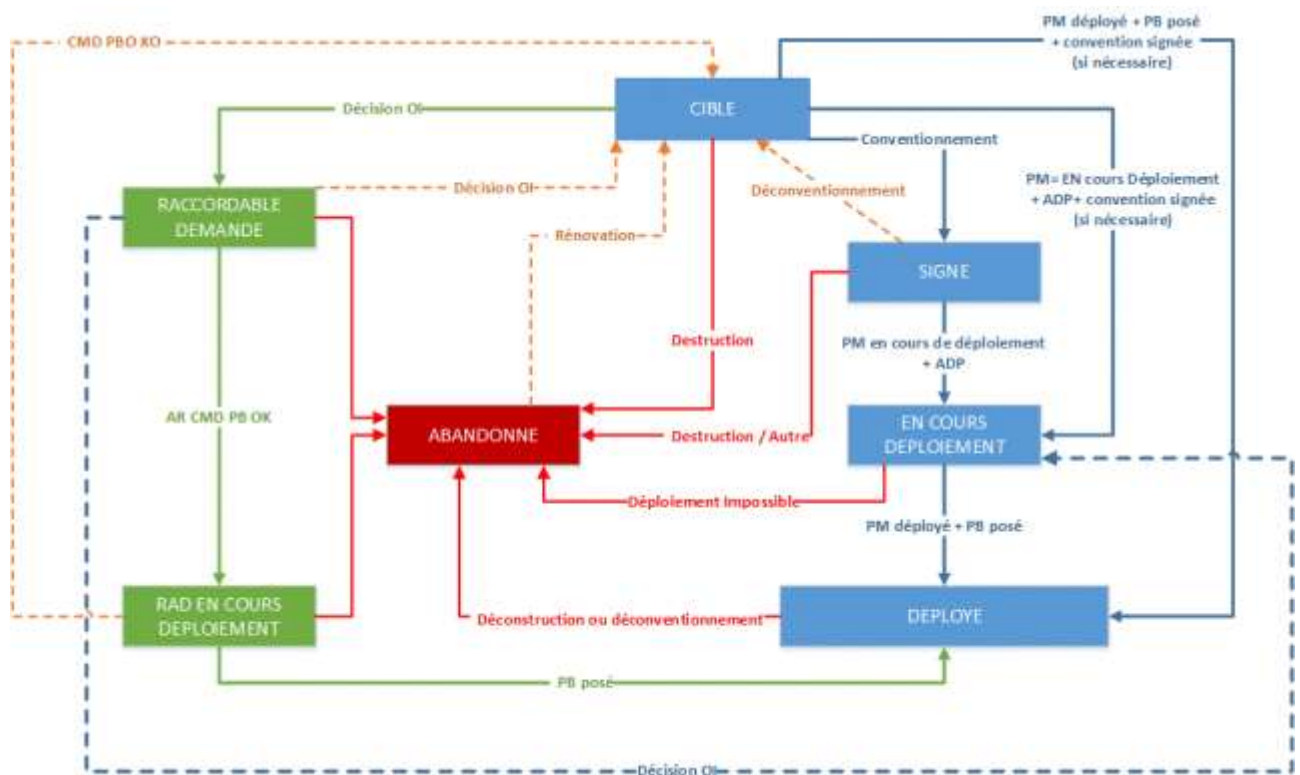 CMD PBO KO
PM déployé + PB posé
+ convention signée
(si nécessaire)
CIBLE
Décision OI
Conventionnement
Décision OI
Déconventionnement
PM= EN cours Déploiement
+ ADP+ convention signée
(si nécessaire)
RACCORDABLE
DEMANDE
Rénovation
SIGNE
Destruction
PM en cours de déploiement
+ ADP
AR CMD PB OK
ABANDONNE
Destruction / Autre
EN COURS
DEPLOIEMENT
Déploiement Impossible
PM déployé + PB posé
RAD EN COURS
DEPLOIEMENT
Déconstruction ou déconventionnement
DEPLOYE
PB posé
Décision OI